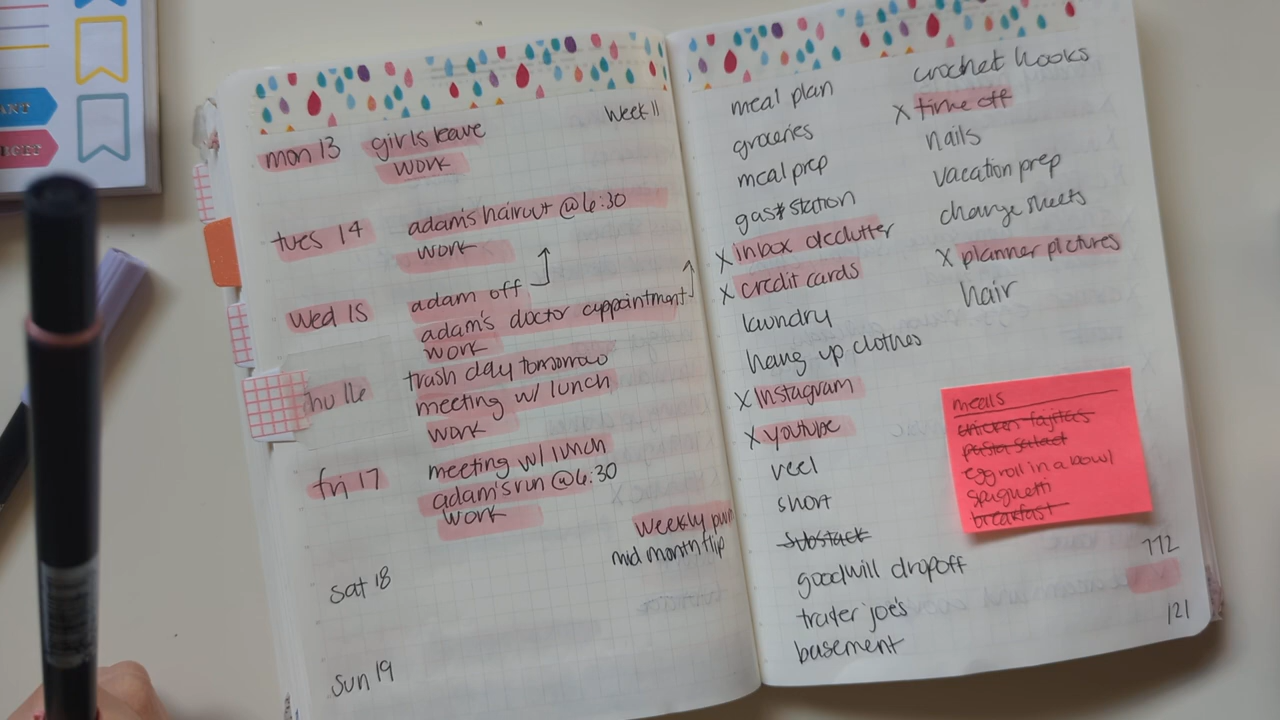 Week 11
mon 13 girls leave
work
tues 14 adam's haircut @ 6:30
work
wed 15 adam off
adam's doctor appointment
work
trash day tomorrow
meeting w/ lunch
work
fri 17 meeting w/ lunch
adam's run @ 6:30
work
weekly
mid month flip
sat 18
sun 19
meal plan
groceries
meal prep
gas station
x inbox declutter
x credit cards
laundry
hang up clothes
x Instagram
x youtube
reel
short
substack
goodwill dropoff
trader joe's
basement
crochet hooks
x time off
nails
vacation prep
change sheets
x planner pictures
hair
meals
chicken fajitas
pasta salad
egg roll in a bowl
spaghetti
breakfast
112
121